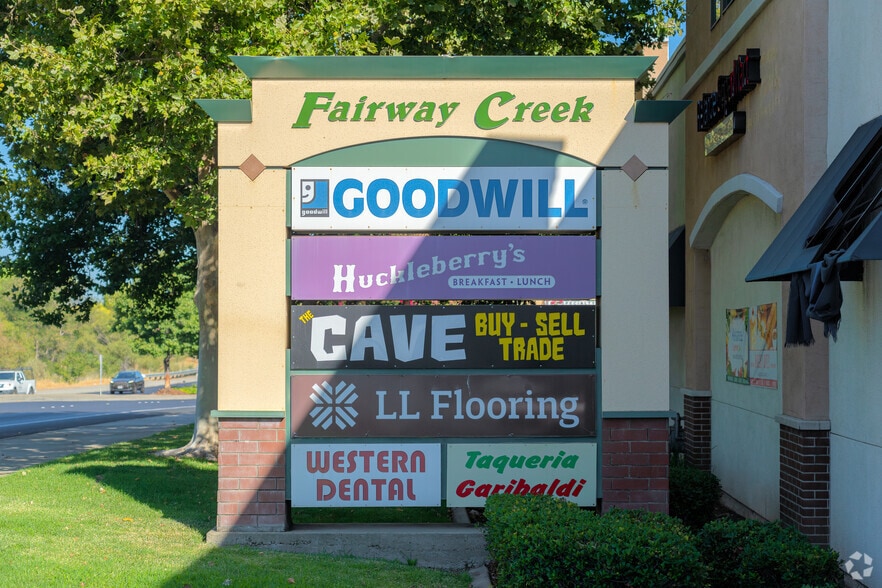 Fairway Creek
goodwill
GOODWILL
Huckleberry's
BREAKFAST • LUNCH
THE CAVE BUY - SELL
TRADE
LL Flooring
WESTERN
DENTAL
Taqueria
Garibaldi